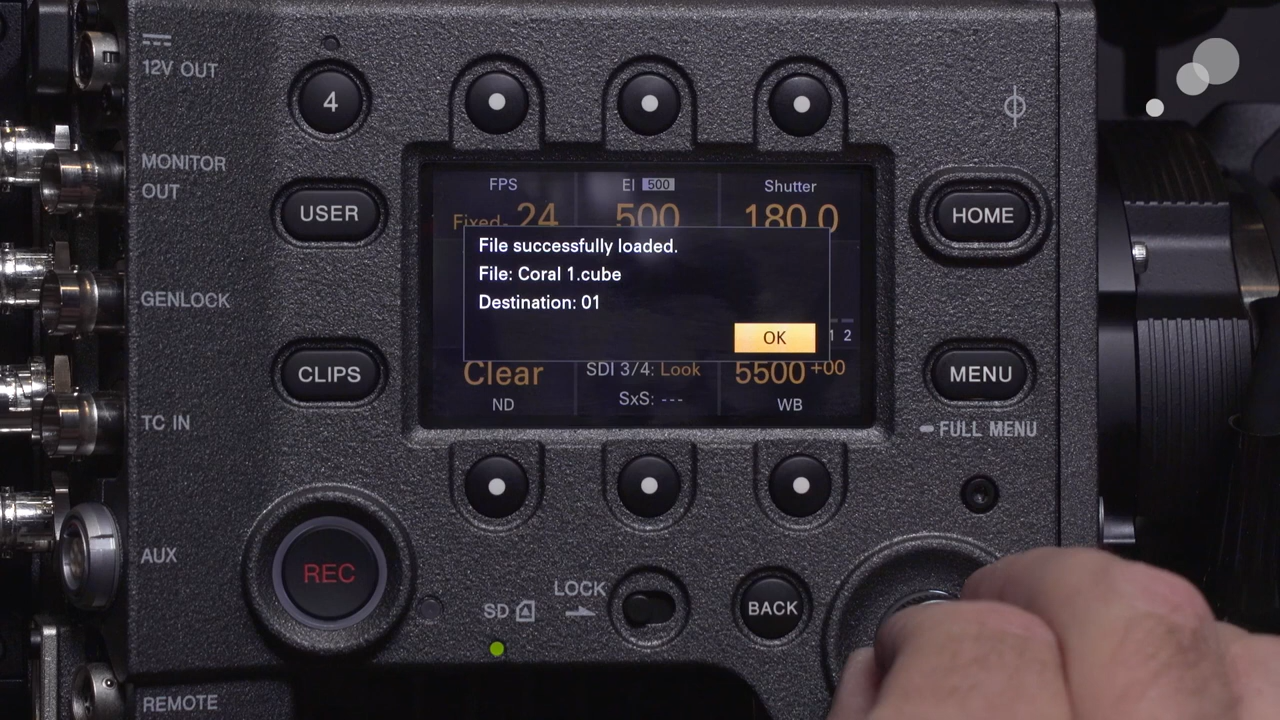 12V OUT
4
MONITOR
OUT
USER
GENLOCK
CLIPS
TC IN
AUX
REC
REMOTE
FPS
EI 500
Shutter
Fixed- 24
500
180.0
File successfully loaded.
File: Coral 1.cube
Destination: 01
OK
1 2
Clear
SDI 3/4: Look
5500 +00
ND
SxS: ---
WB
HOME
MENU
FULL MENU
LOCK
SD
BACK